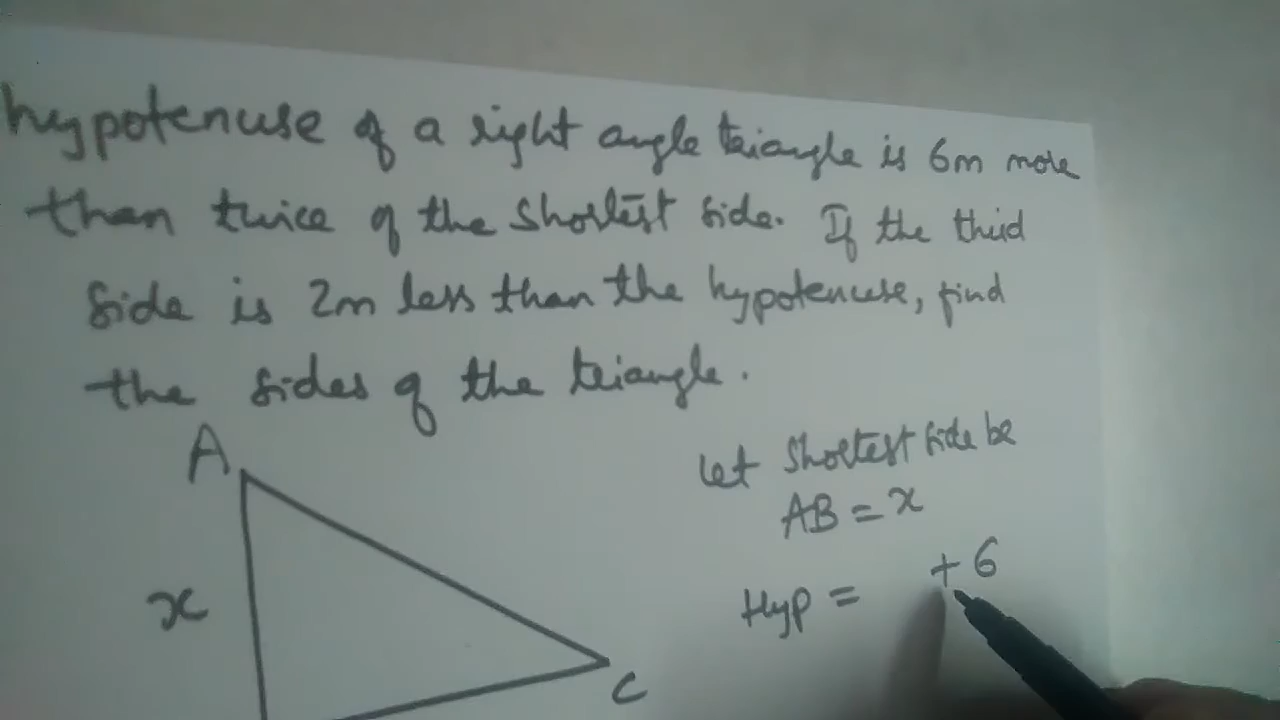 hypotenuse of a right angle triangle is 6m more
than twice of the shortest side. If the third
side is 2m less than the hypotenuse, find
the sides of the triangle.
A
Let shortest side be
AB = x
Hyp = + 6
x
C